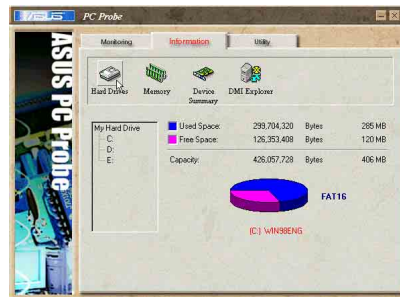 ASUS PC Probe
Monitoring Information Utility
Hard Drives Memory Device Summary DMI Explorer
ASUS PC Probe
My Hard Drive
C:
D:
E:
Used Space: 299,704,320 Bytes 285 MB
Free Space: 126,353,408 Bytes 120 MB
Capacity: 426,057,728 Bytes 406 MB
FAT16
(C:) WIN98ENG